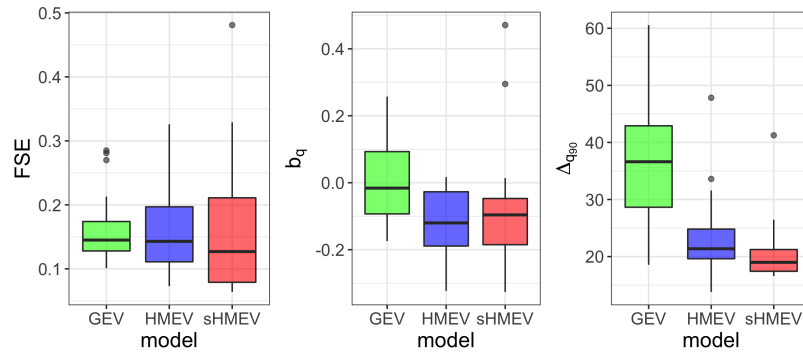 FSE
0.5
0.4
0.3
0.2
0.1
GEV HMEV sHMEV
model
b_q
0.4
0.2
0.0
-0.2
GEV HMEV sHMEV
model
Δ_q90
60
50
40
30
20
GEV HMEV sHMEV
model